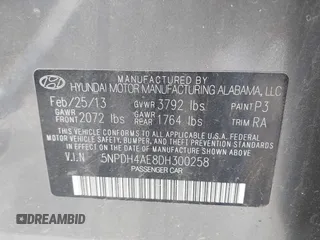 MANUFACTURED BY
HYUNDAI MOTOR MANUFACTURING ALABAMA, LLC
Feb/25/13 GVWR 3792 lbs PAINT P3
GAWR FRONT 2072 lbs GAWR REAR 1764 lbs TRIM RA
THIS VEHICLE CONFORMS TO ALL APPLICABLE U.S. FEDERAL
MOTOR VEHICLE SAFETY, BUMPER, AND THEFT
PREVENTION STANDARDS IN EFFECT ON THE DATE OF
MANUFACTURE SHOWN ABOVE.
V.I.N 5NPDH4AE8DH300258
PASSENGER CAR